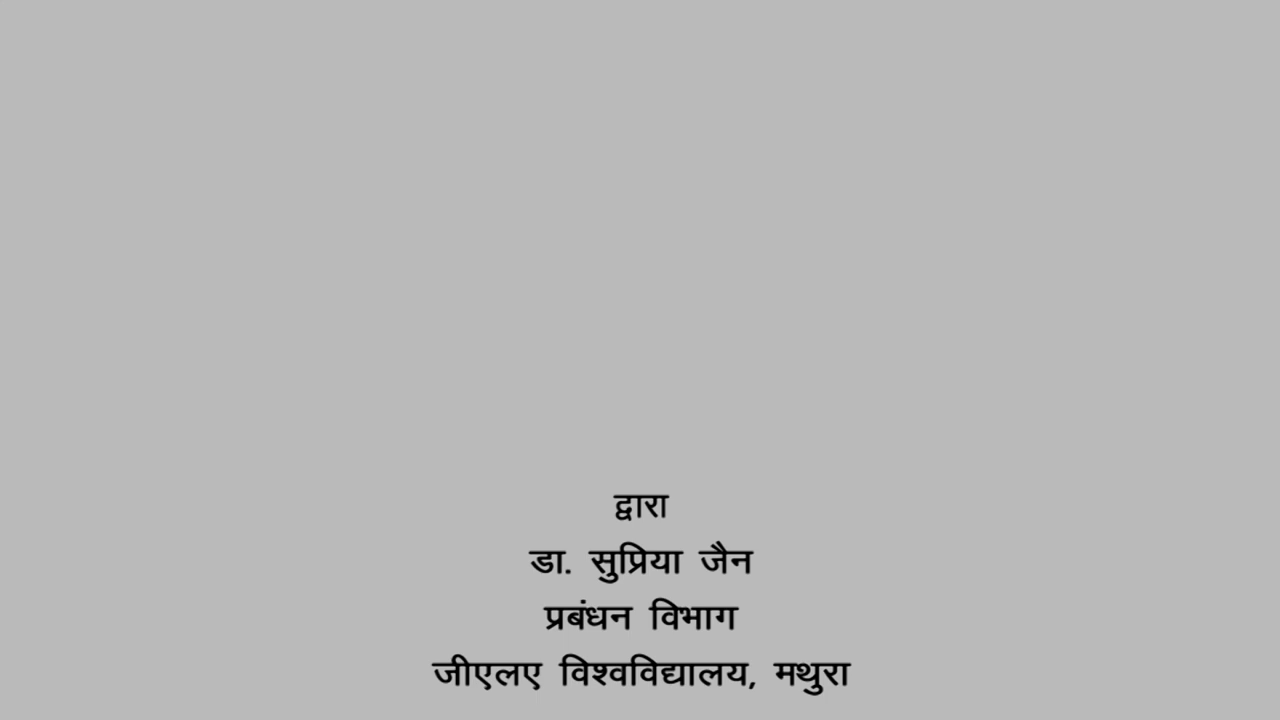 द्वारा
डा. सुप्रिया जैन
प्रबंधन विभाग
जीएलए विश्वविद्यालय, मथुरा